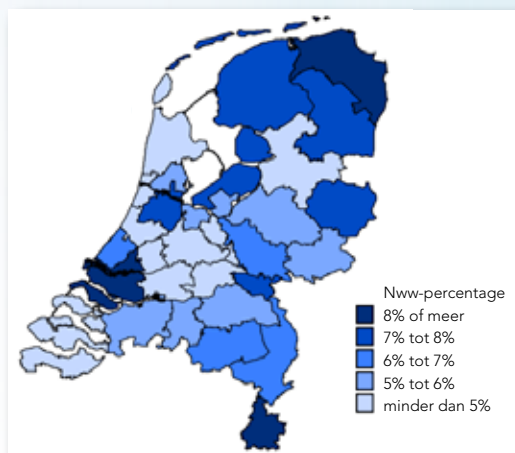 Nww-percentage
8% of meer
7% tot 8%
6% tot 7%
5% tot 6%
minder dan 5%